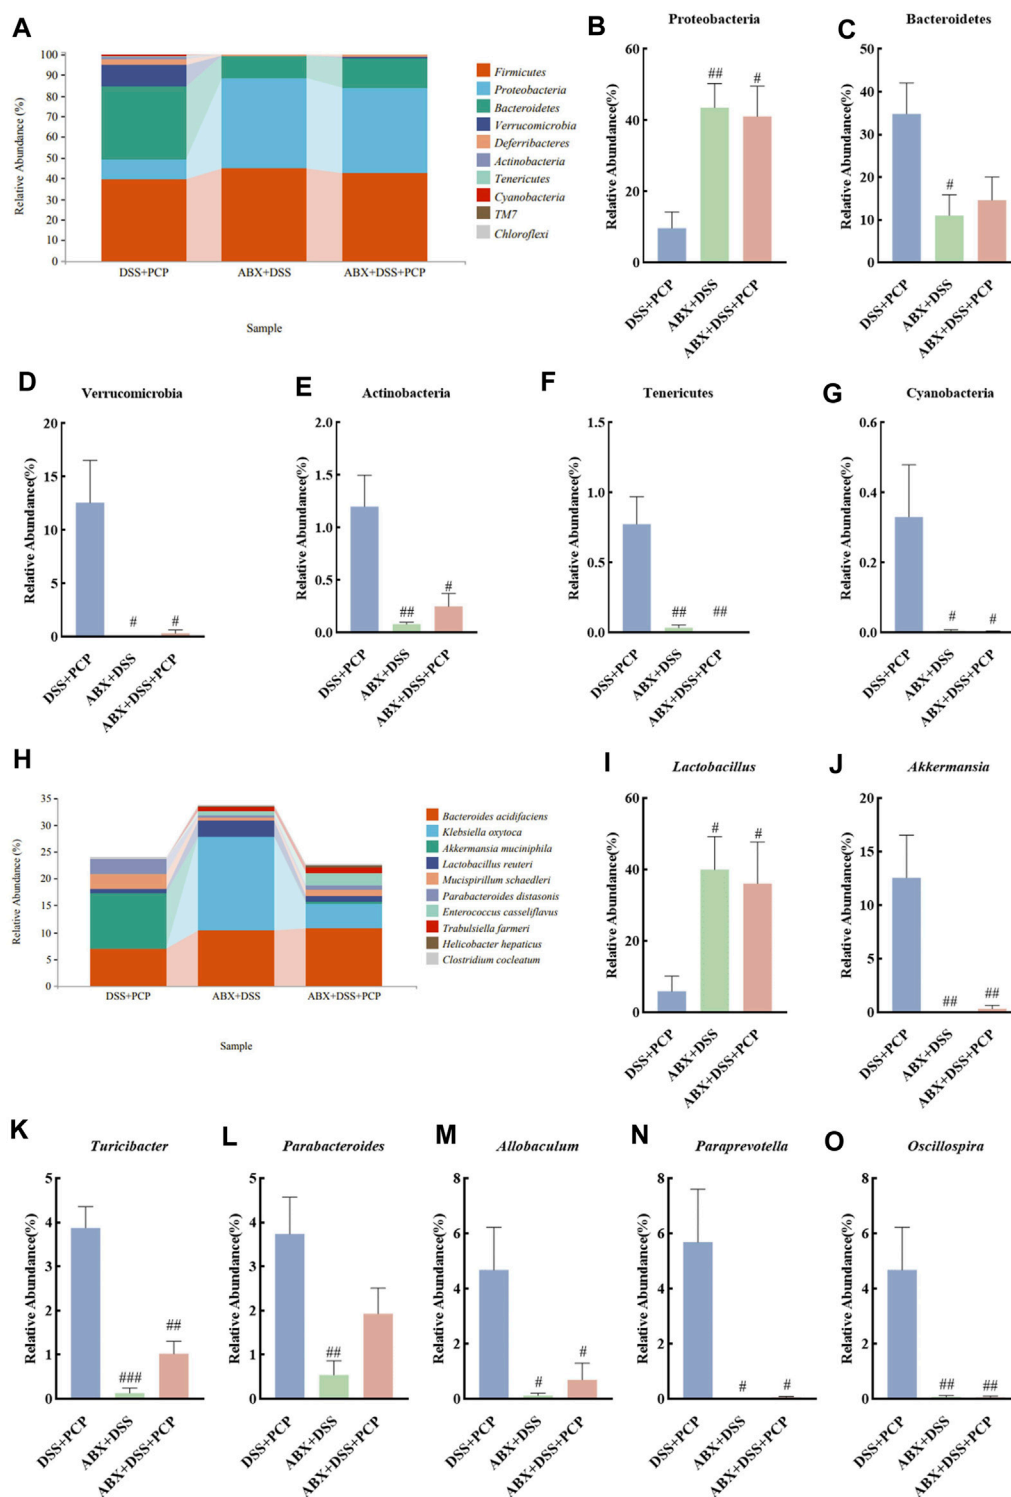 A
Relative Abundance (%)
100
90
80
70
60
50
40
30
20
10
0
DSS+PCP
ABX+DSS
ABX+DSS+PCP
Sample
Firmicutes
Proteobacteria
Bacteroidetes
Verrucomicrobia
Deferribacteres
Actinobacteria
Tenericutes
Cyanobacteria
TM7
Chloroflexi
B
Proteobacteria
Relative Abundance(%)
60
40
20
0
##
#
DSS+PCP
ABX+DSS
ABX+DSS+PCP
C
Bacteroidetes
Relative Abundance(%)
50
40
30
20
10
0
#
DSS+PCP
ABX+DSS
ABX+DSS+PCP
D
Verrucomicrobia
Relative Abundance(%)
20
15
10
5
0
#
#
DSS+PCP
ABX+DSS
ABX+DSS+PCP
E
Actinobacteria
Relative Abundance(%)
2.0
1.5
1.0
0.5
0.0
##
#
DSS+PCP
ABX+DSS
ABX+DSS+PCP
F
Tenericutes
Relative Abundance(%)
1.5
1.0
0.5
0.0
##
##
DSS+PCP
ABX+DSS
ABX+DSS+PCP
G
Cyanobacteria
Relative Abundance(%)
0.6
0.4
0.2
0.0
#
#
DSS+PCP
ABX+DSS
ABX+DSS+PCP
H
Relative Abundance (%)
35
30
25
20
15
10
5
0
DSS+PCP
ABX+DSS
ABX+DSS+PCP
Sample
Bacteroides acidifaciens
Klebsiella oxytoca
Akkermansia muciniphila
Lactobacillus reuteri
Mucispirillum schaedleri
Parabacteroides distasonis
Enterococcus casseliflavus
Trabulsiella farmeri
Helicobacter hepaticus
Clostridium cocleatum
I
Lactobacillus
Relative Abundance(%)
60
40
20
0
#
#
DSS+PCP
ABX+DSS
ABX+DSS+PCP
J
Akkermansia
Relative Abundance(%)
20
15
10
5
0
##
##
DSS+PCP
ABX+DSS
ABX+DSS+PCP
K
Turicibacter
Relative Abundance(%)
5
4
3
2
1
0
###
##
DSS+PCP
ABX+DSS
ABX+DSS+PCP
L
Parabacteroides
Relative Abundance(%)
5
4
3
2
1
0
##
DSS+PCP
ABX+DSS
ABX+DSS+PCP
M
Allobaculum
Relative Abundance(%)
8
6
4
2
0
#
#
DSS+PCP
ABX+DSS
ABX+DSS+PCP
N
Paraprevotella
Relative Abundance(%)
8
6
4
2
0
#
#
DSS+PCP
ABX+DSS
ABX+DSS+PCP
O
Oscillospira
Relative Abundance(%)
8
6
4
2
0
##
##
DSS+PCP
ABX+DSS
ABX+DSS+PCP